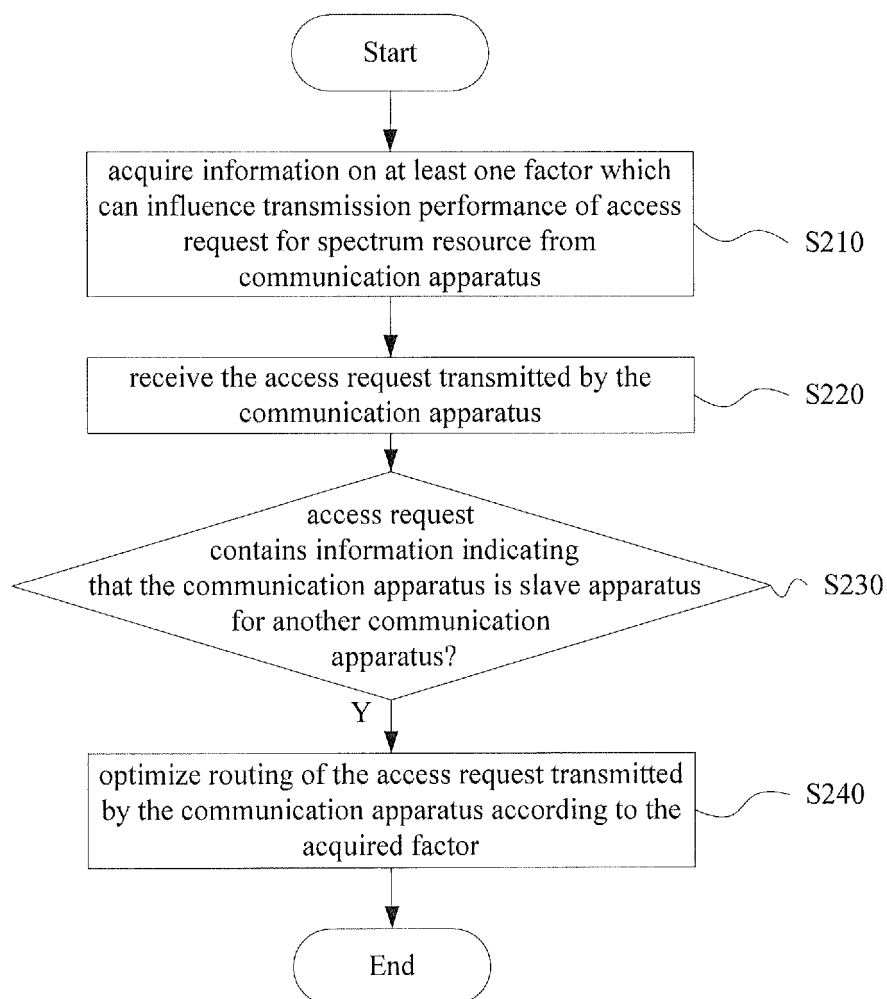 Start
acquire information on at least one factor which
can influence transmission performance of access
request for spectrum resource from
communication apparatus
S210
receive the access request transmitted by the
communication apparatus
S220
access request
contains information indicating
that the communication apparatus is slave apparatus
for another communication
apparatus?
S230
Y
optimize routing of the access request transmitted
by the communication apparatus according to the
acquired factor
S240
End